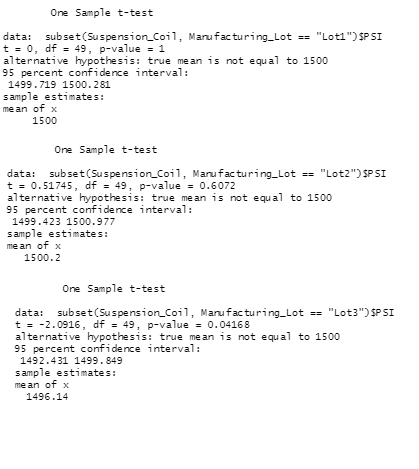 One Sample t-test
data: subset(Suspension_Coil, Manufacturing_Lot == "Lot1")$PSI
t = 0, df = 49, p-value = 1
alternative hypothesis: true mean is not equal to 1500
95 percent confidence interval:
1499.719 1500.281
sample estimates:
mean of x
1500
One Sample t-test
data: subset(Suspension_Coil, Manufacturing_Lot == "Lot2")$PSI
t = 0.51745, df = 49, p-value = 0.6072
alternative hypothesis: true mean is not equal to 1500
95 percent confidence interval:
1499.423 1500.977
sample estimates:
mean of x
1500.2
One Sample t-test
data: subset(Suspension_Coil, Manufacturing_Lot == "Lot3")$PSI
t = -2.0916, df = 49, p-value = 0.04168
alternative hypothesis: true mean is not equal to 1500
95 percent confidence interval:
1492.431 1499.849
sample estimates:
mean of x
1496.14